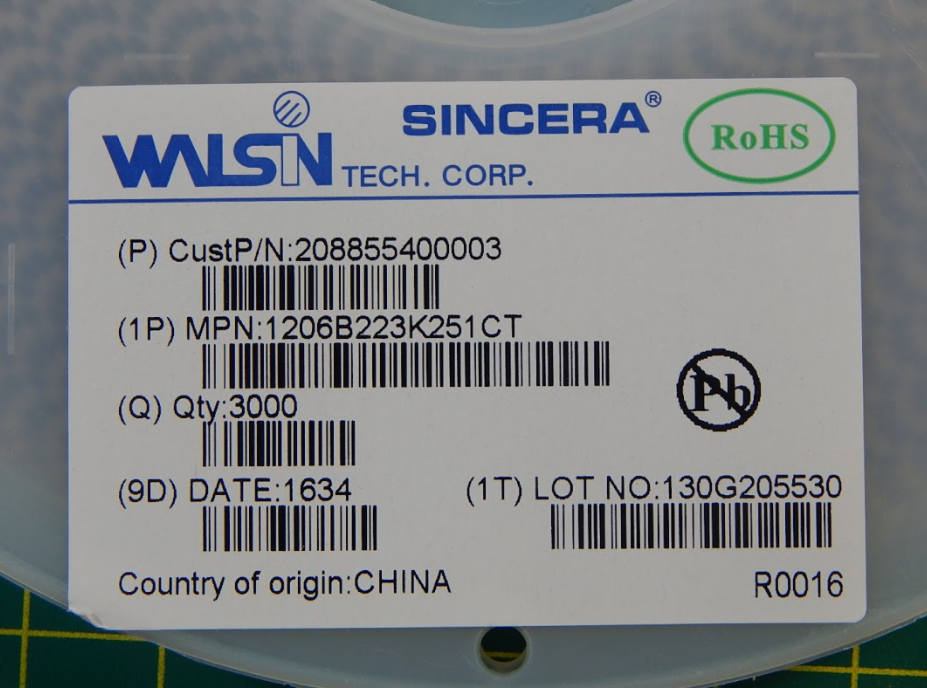 WALSIN TECH. CORP. SINCERA® RoHS
(P) CustP/N:208855400003
(1P) MPN:1206B223K251CT
Pb
(Q) Qty:3000
(9D) DATE:1634 (1T) LOT NO:130G205530
Country of origin:CHINA R0016